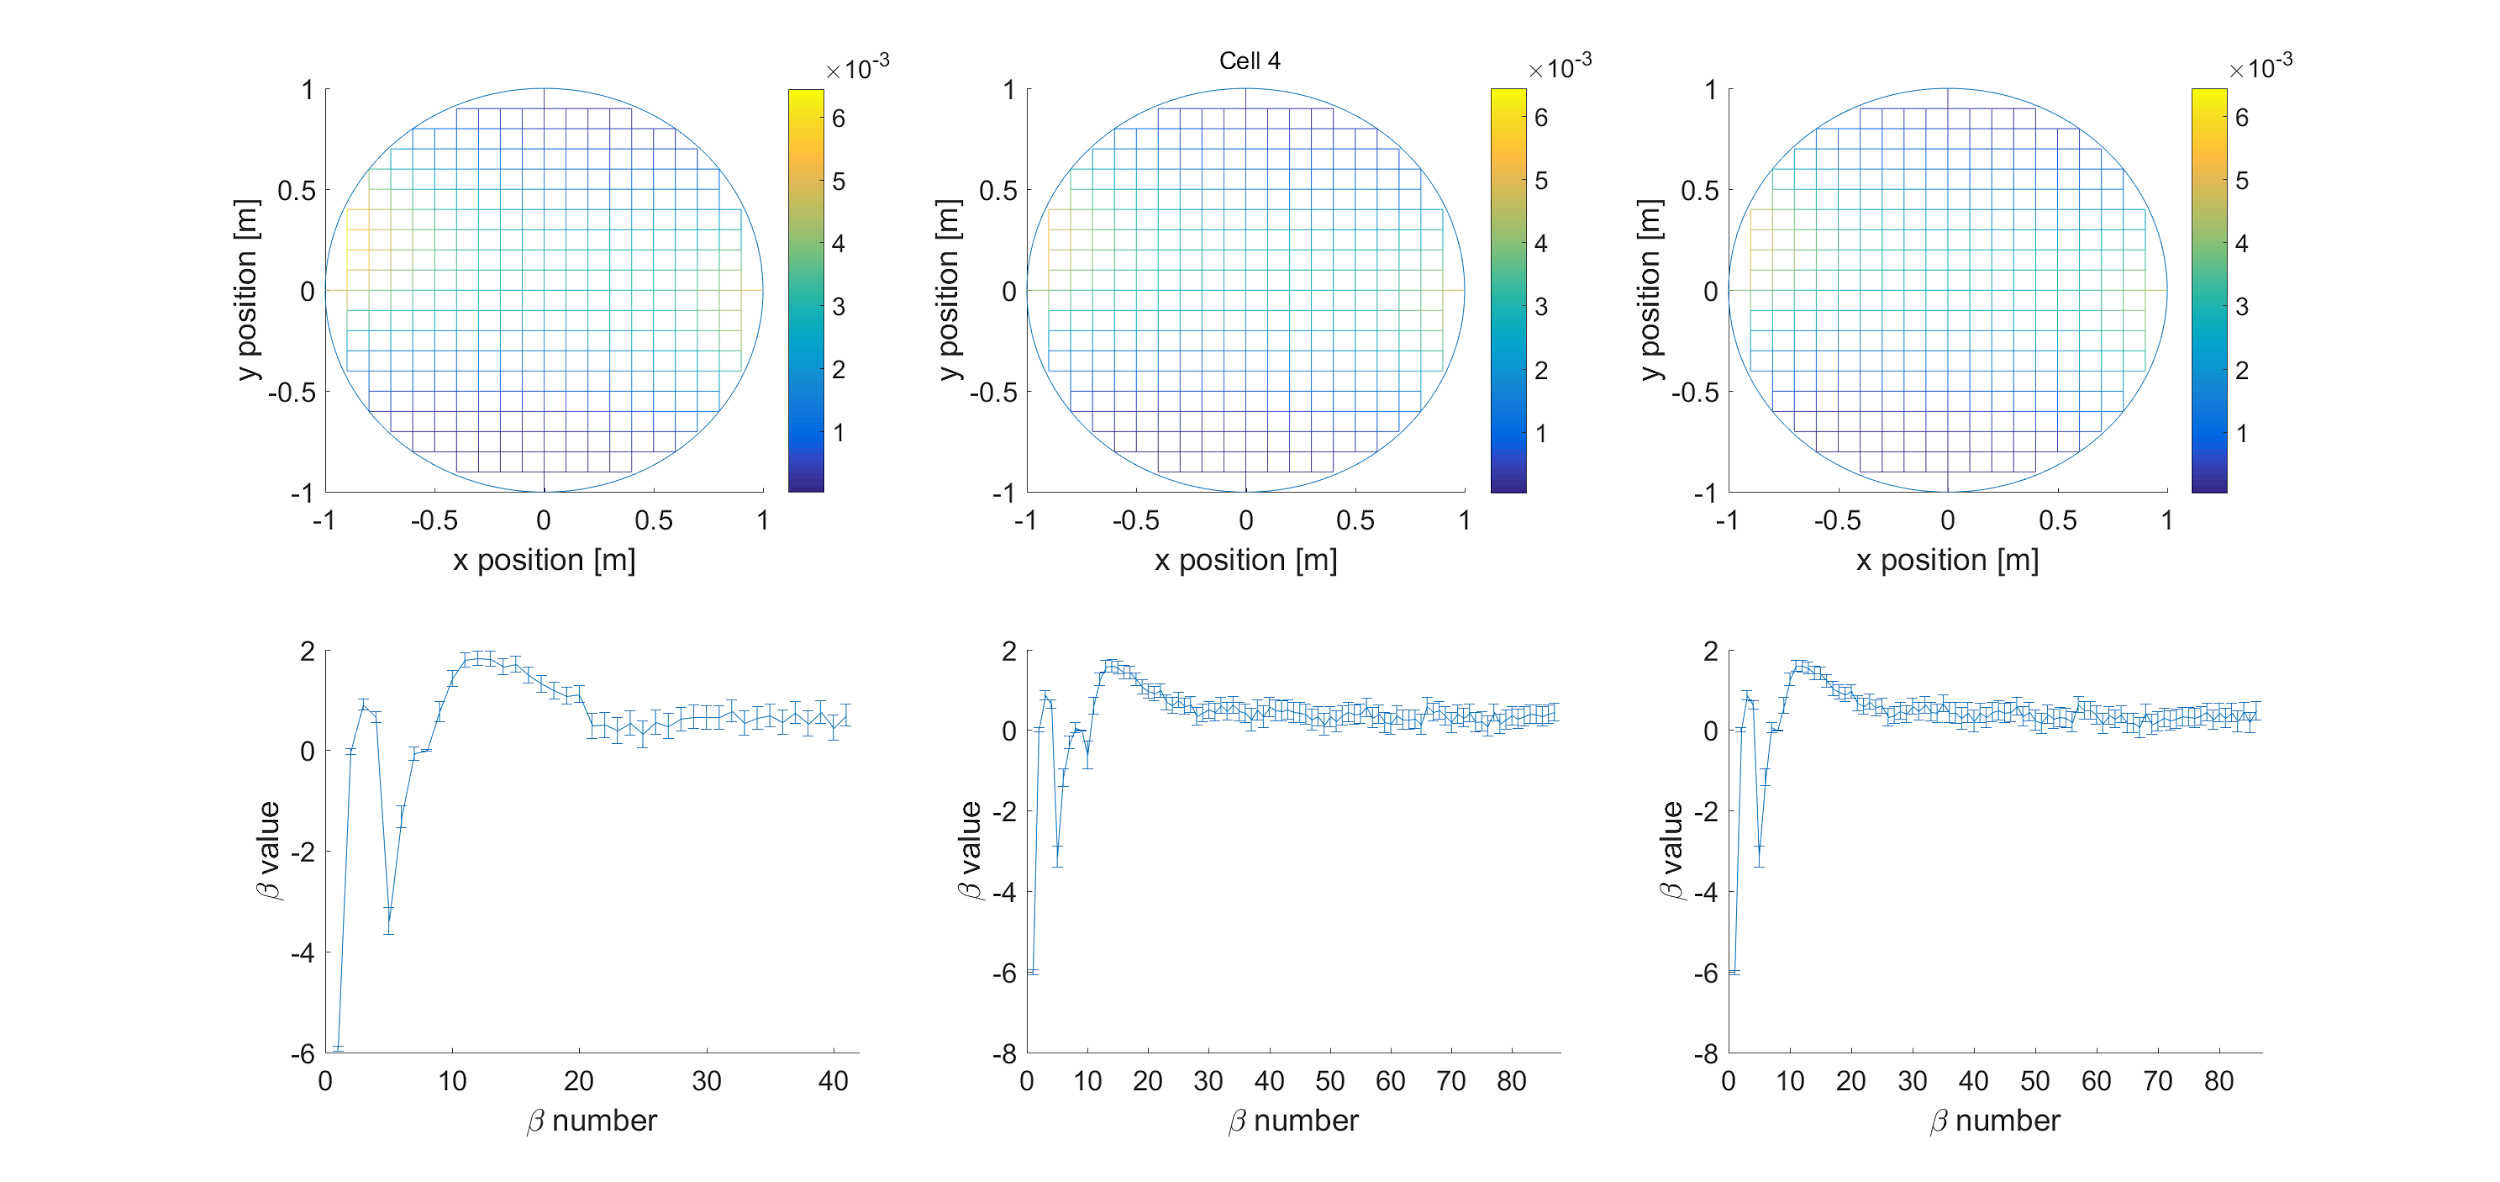 Cell 4
×10-3
×10-3
×10-3
1
0.5
0
-0.5
-1
-1 -0.5 0 0.5 1
y position [m]
x position [m]
6
5
4
3
2
1
1
0.5
0
-0.5
-1
-1 -0.5 0 0.5 1
y position [m]
x position [m]
6
5
4
3
2
1
1
0.5
0
-0.5
-1
-1 -0.5 0 0.5 1
y position [m]
x position [m]
6
5
4
3
2
1
2
0
-2
-4
-6
0 10 20 30 40
β value
β number
2
0
-2
-4
-6
-8
0 10 20 30 40 50 60 70 80
β value
β number
2
0
-2
-4
-6
-8
0 10 20 30 40 50 60 70 80
β value
β number